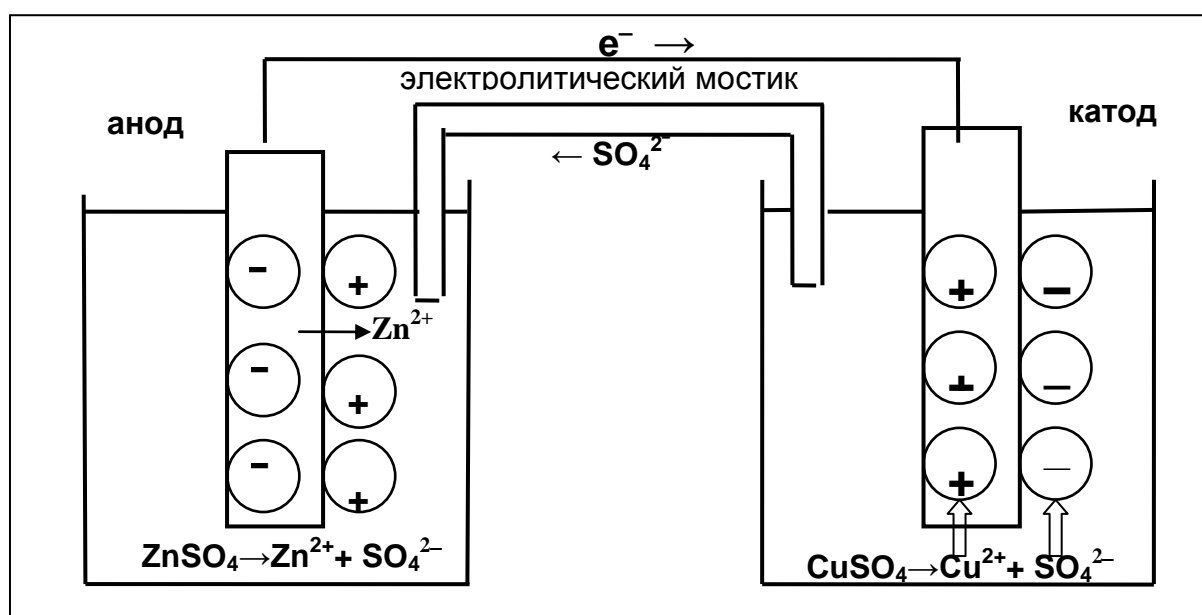 e⁻ →
электролитический мостик
анод
катод
← SO₄²⁻
- + + –
Zn²⁺
- + + –
- + + –
ZnSO₄→Zn²⁺+ SO₄²⁻
CuSO₄→Cu²⁺+ SO₄²⁻